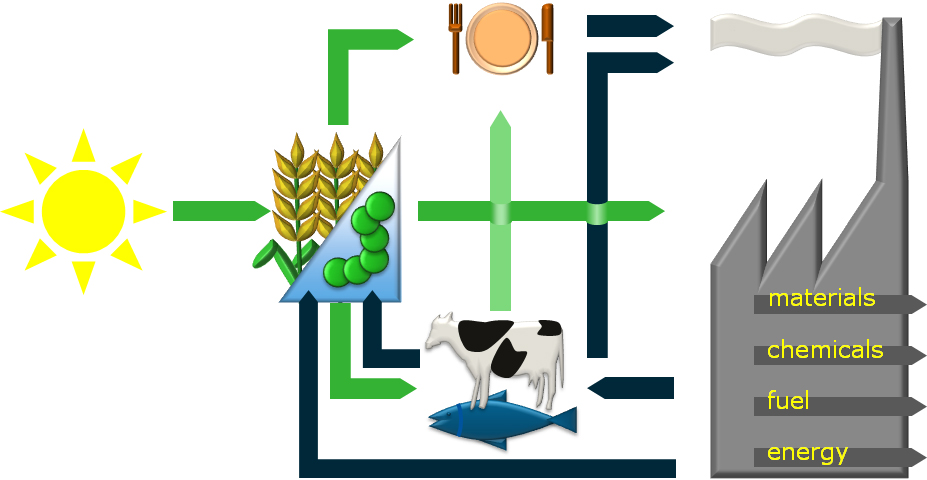 materials
chemicals
fuel
energy